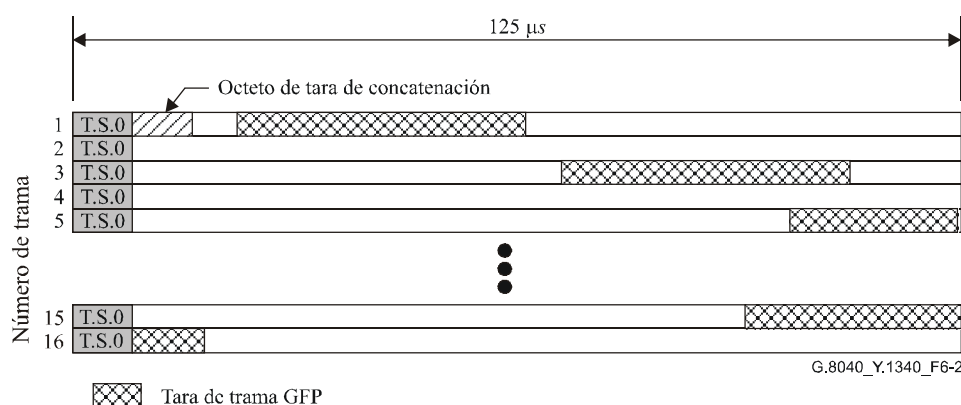 125 μs
Octeto de tara de concatenación
1 T.S.0
2 T.S.0
3 T.S.0
4 T.S.0
5 T.S.0
Número de trama
15 T.S.0
16 T.S.0
G.8040_Y.1340_F6-2
Tara de trama GFP